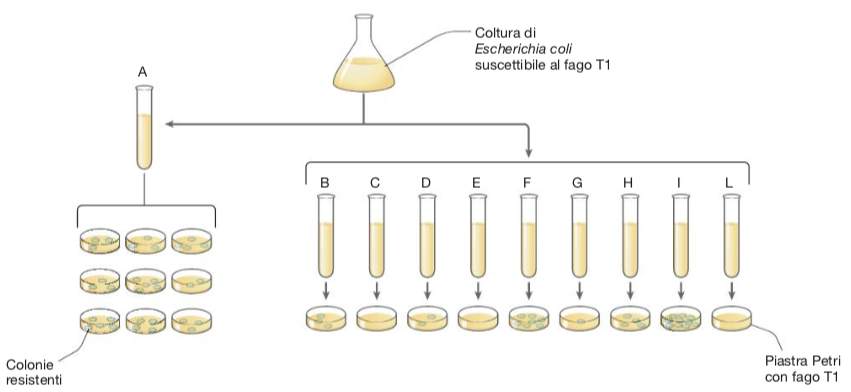 Coltura di
Escherichia coli
suscettibile al fago T1
A
B C D E F G H I L
Colonie
resistenti
Piastra Petri
con fago T1